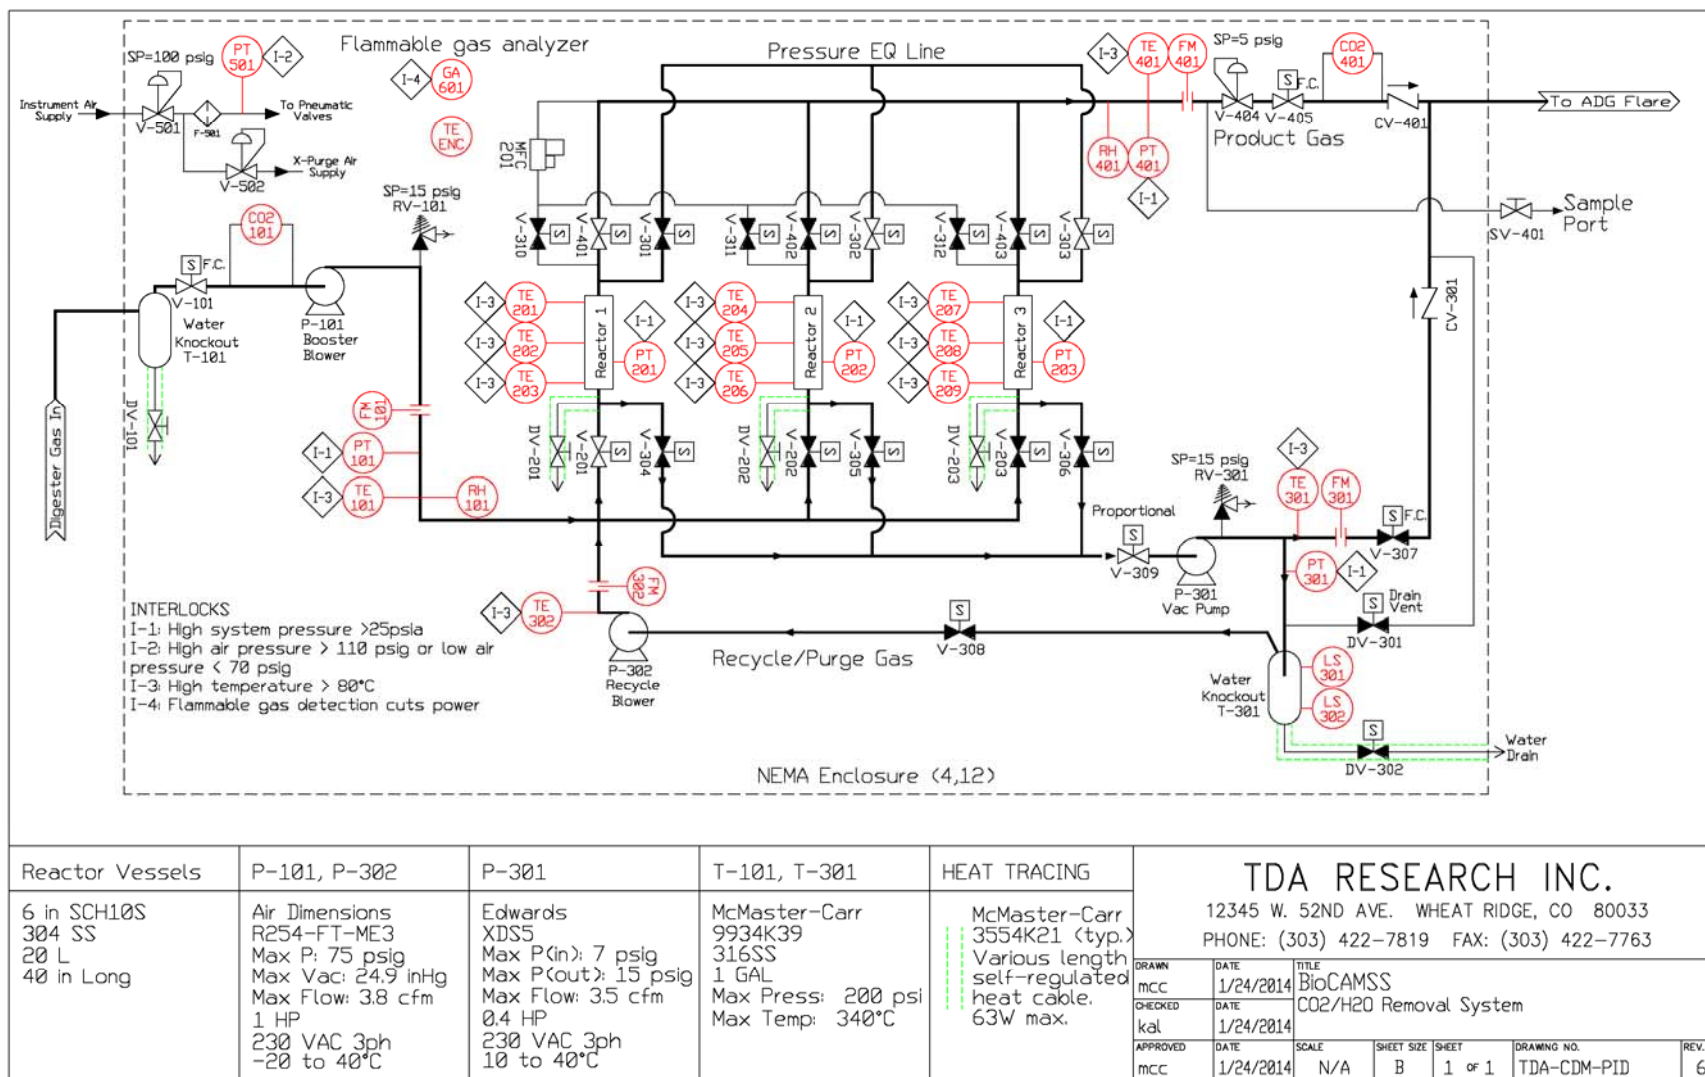 Flammable gas analyzer
Pressure EQ Line
SP=100 psig
PT
501
I-2
I-4
GA
601
TE
ENC
Instrument Air
Supply
V-501
F-501
To Pneumatic
Valves
V-502
X-Purge Air
Supply
MFC
201
I-3
TE
401
FM
401
SP=5 psig
CO2
401
S
F.C.
V-404
V-405
Product Gas
CV-401
To ADG Flare
RH
401
PT
401
I-1
Sample
Port
SV-401
SP=15 psig
RV-101
CO2
101
S
F.C.
V-101
Water
Knockout
T-101
P-101
Booster
Blower
DV-101
Digester Gas In
V-310
S
V-401
S
V-301
S
V-311
S
V-402
S
V-302
S
V-312
S
V-403
S
V-303
S
I-3
TE
201
I-3
TE
202
I-3
TE
203
Reactor 1
I-1
PT
201
I-3
TE
204
I-3
TE
205
I-3
TE
206
Reactor 2
I-1
PT
202
I-3
TE
207
I-3
TE
208
I-3
TE
209
Reactor 3
I-1
PT
203
CV-301
FM
101
I-1
PT
101
I-3
TE
101
RH
101
DV-201
V-201
S
V-304
S
DV-202
V-202
S
V-305
S
DV-203
V-203
S
V-306
S
Proportional
S
V-309
SP=15 psig
RV-301
P-301
Vac Pump
I-3
TE
301
FM
301
S
F.C.
V-307
PT
301
I-1
S
Drain
Vent
DV-301
I-3
TE
302
FM
302
P-302
Recycle
Blower
Recycle/Purge Gas
S
V-308
Water
Knockout
T-301
LS
301
LS
302
S
DV-302
Water
Drain
INTERLOCKS
I-1: High system pressure >25psia
I-2: High air pressure > 110 psig or low air
pressure < 70 psig
I-3: High temperature > 80°C
I-4: Flammable gas detection cuts power
NEMA Enclosure (4,12)
Reactor Vessels
6 in SCH10S
304 SS
20 L
40 in Long
P-101, P-302
Air Dimensions
R254-FT-ME3
Max P: 75 psig
Max Vac: 24.9 inHg
Max Flow: 3.8 cfm
1 HP
230 VAC 3ph
-20 to 40°C
P-301
Edwards
XDS5
Max P(in): 7 psig
Max P(out): 15 psig
Max Flow: 3.5 cfm
0.4 HP
230 VAC 3ph
10 to 40°C
T-101, T-301
McMaster-Carr
9934K39
316SS
1 GAL
Max Press: 200 psi
Max Temp: 340°C
HEAT TRACING
McMaster-Carr
3554K21 (typ.)
Various length
self-regulated
heat cable.
63W max.
TDA RESEARCH INC.
12345 W. 52ND AVE. WHEAT RIDGE, CO 80033
PHONE: (303) 422-7819 FAX: (303) 422-7763
DRAWN
mcc
DATE
1/24/2014
TITLE
BioCAMSS
CO2/H2O Removal System
CHECKED
kal
DATE
1/24/2014
APPROVED
mcc
DATE
1/24/2014
SCALE
N/A
SHEET SIZE
B
SHEET
1 OF 1
DRAWING NO.
TDA-CDM-PID
REV.
6